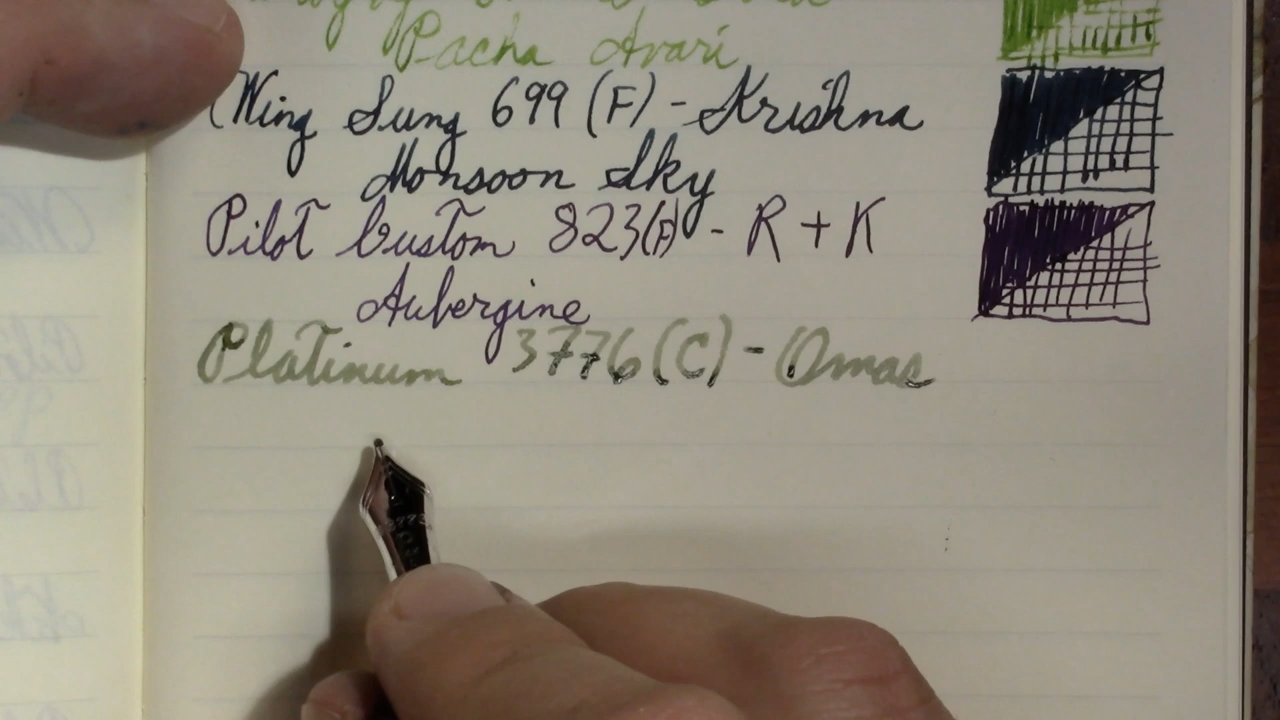 Pacha Avari
Wing Sung 699 (F) - Krishna
Monsoon Sky
Pilot Custom 823(F) - R + K
Aubergine
Platinum 3776 (C) - Omas